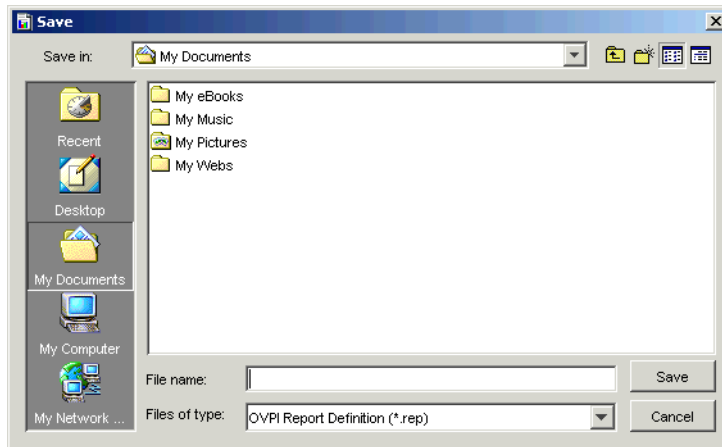 Save
Save in: My Documents
My eBooks
My Music
My Pictures
My Webs
Recent
Desktop
My Documents
My Computer
My Network ...
File name:
Save
Files of type: OVPI Report Definition (*.rep)
Cancel